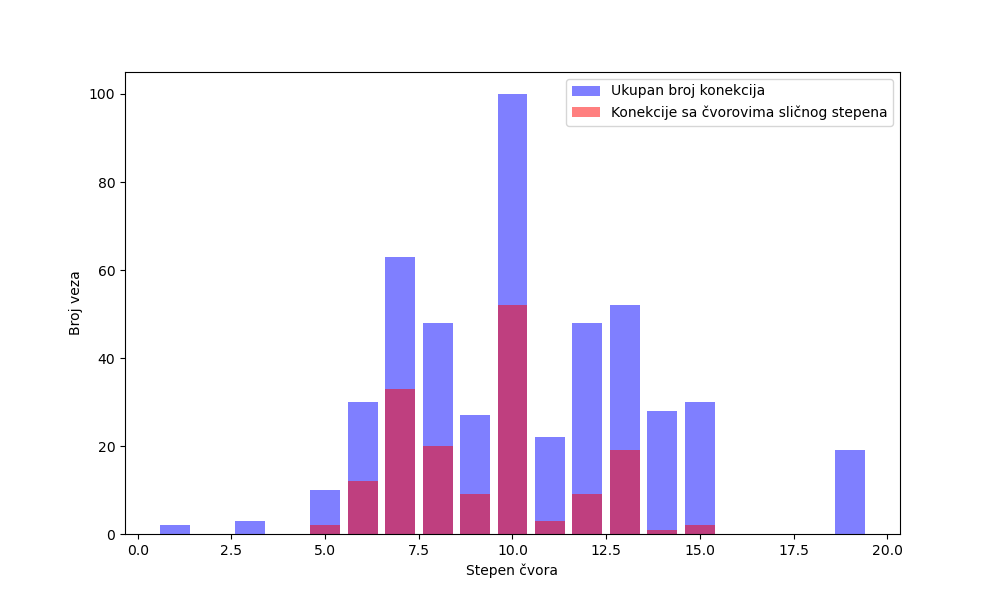 Ukupan broj konekcija
Konekcije sa čvorovima sličnog stepena
100
80
60
40
20
0
Broj veza
0.0 2.5 5.0 7.5 10.0 12.5 15.0 17.5 20.0
Stepen čvora